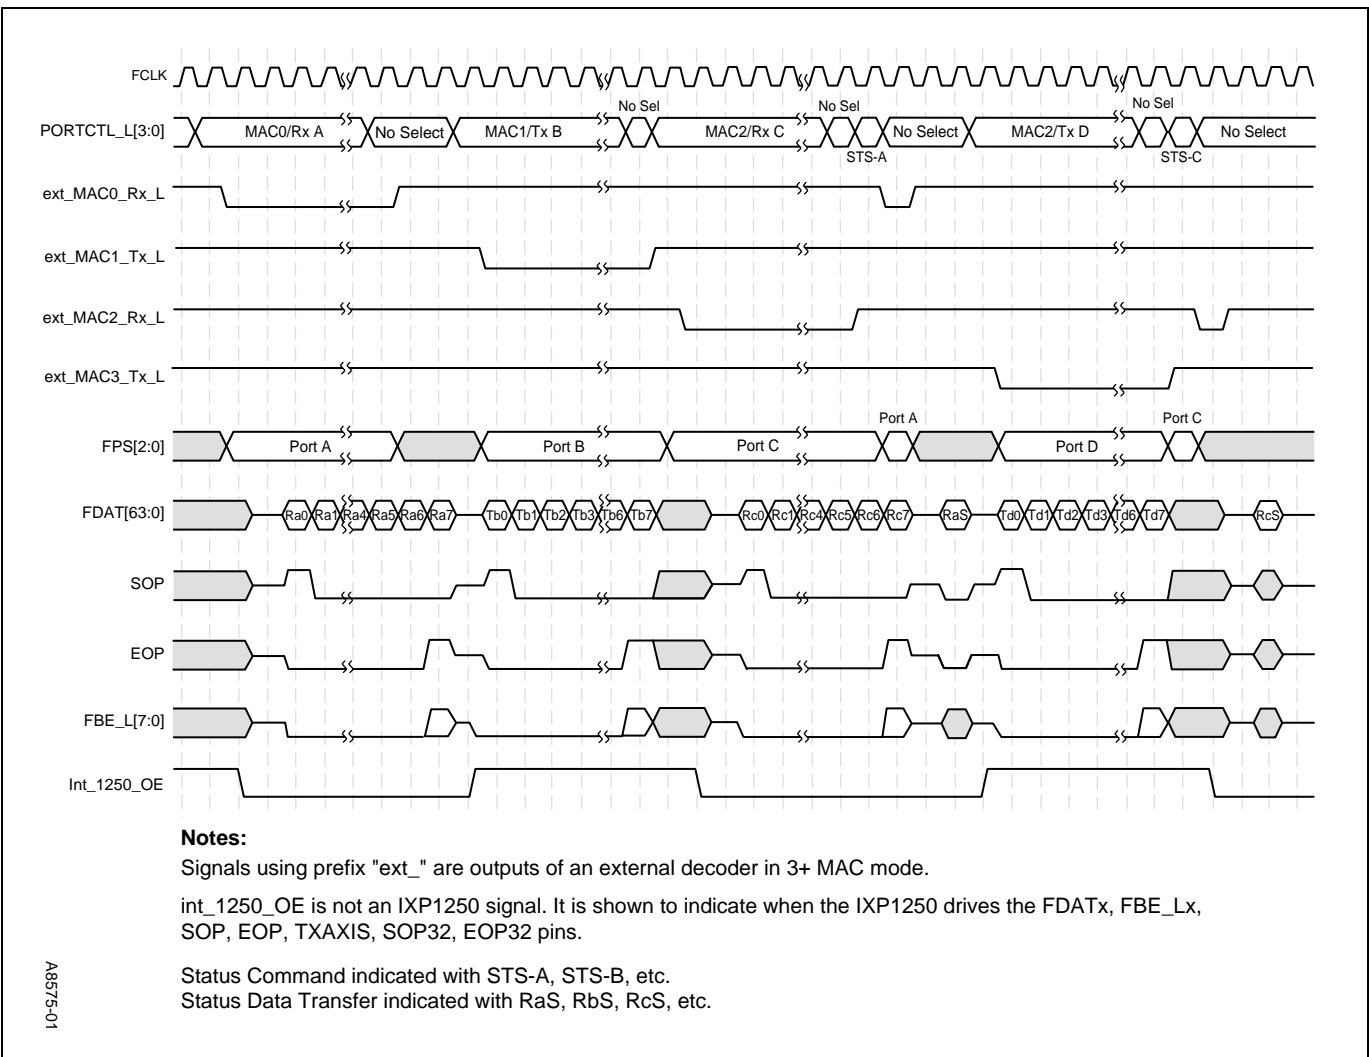 FCLK
No Sel No Sel No Sel
PORTCTL_L[3:0] MAC0/Rx A No Select MAC1/Tx B MAC2/Rx C No Select MAC2/Tx D No Select
STS-A STS-C
ext_MAC0_Rx_L
ext_MAC1_Tx_L
ext_MAC2_Rx_L
ext_MAC3_Tx_L
Port A Port C
FPS[2:0] Port A Port B Port C Port D
FDAT[63:0] Ra0 Ra1 Ra4 Ra5 Ra6 Ra7 Tb0 Tb1 Tb2 Tb3 Tb6 Tb7 Rc0 Rc1 Rc4 Rc5 Rc6 Rc7 RaS Td0 Td1 Td2 Td3 Td6 Td7 RcS
SOP
EOP
FBE_L[7:0]
Int_1250_OE
Notes:
Signals using prefix "ext_" are outputs of an external decoder in 3+ MAC mode.
int_1250_OE is not an IXP1250 signal. It is shown to indicate when the IXP1250 drives the FDATx, FBE_Lx,
SOP, EOP, TXAXIS, SOP32, EOP32 pins.
Status Command indicated with STS-A, STS-B, etc.
Status Data Transfer indicated with RaS, RbS, RcS, etc.
A8575-01